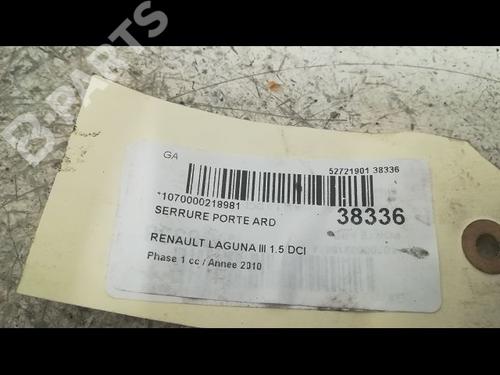 B-PARTS
GA
52721901 38336
*1070000218981
SERRURE PORTE ARD
38336
RENAULT LAGUNA III 1.5 DCI
Phase 1 cc / Annee 2010